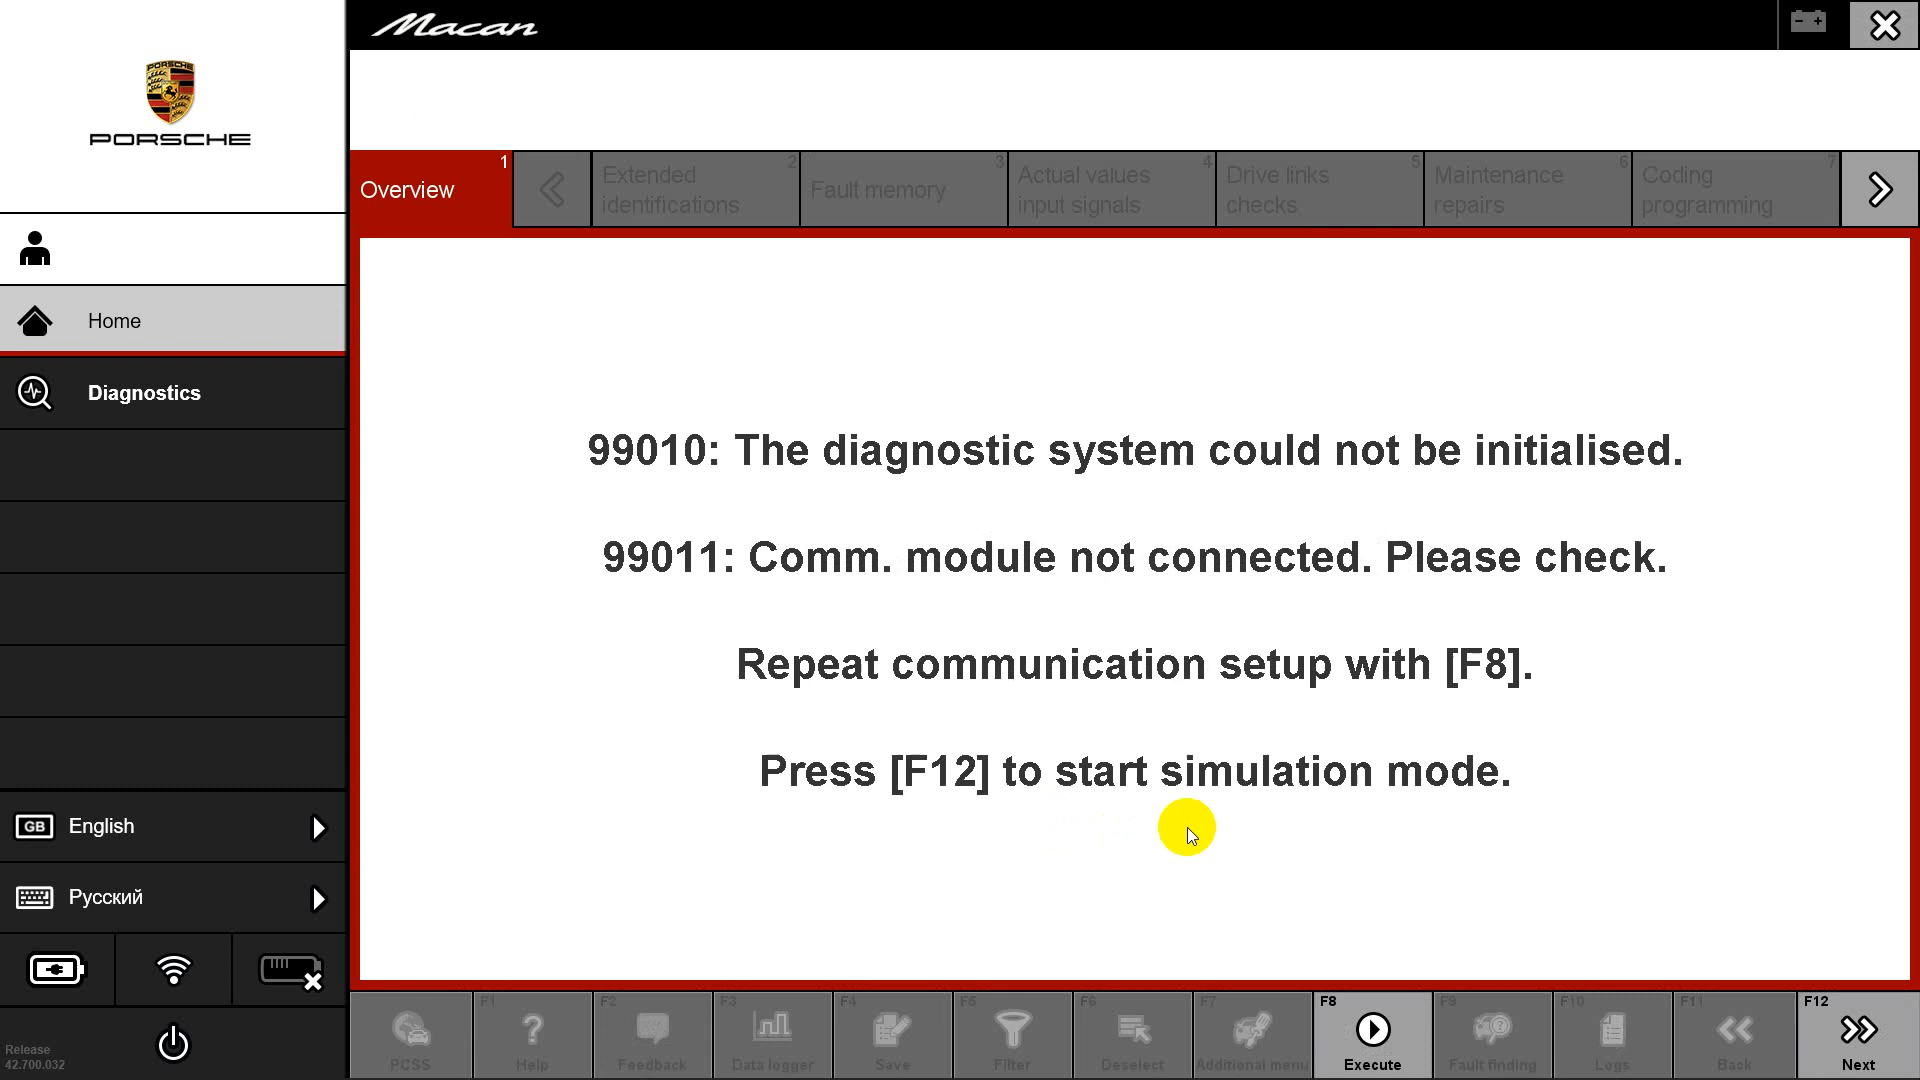 Macan
PORSCHE
PORSCHE
Home
Diagnostics
GB English
Русский
Release
42.700.032
Overview 1
Extended 2
identifications
Fault memory 3
Actual values 4
input signals
Drive links 5
checks
Maintenance 6
repairs
Coding 7
programming
99010: The diagnostic system could not be initialised.
99011: Comm. module not connected. Please check.
Repeat communication setup with [F8].
Press [F12] to start simulation mode.
PCSS
F1
Help
F2
Feedback
F3
Data logger
F4
Save
F5
Filter
F6
Deselect
F7
Additional menu
F8
Execute
F9
Fault finding
F10
Logs
F11
Back
F12
Next